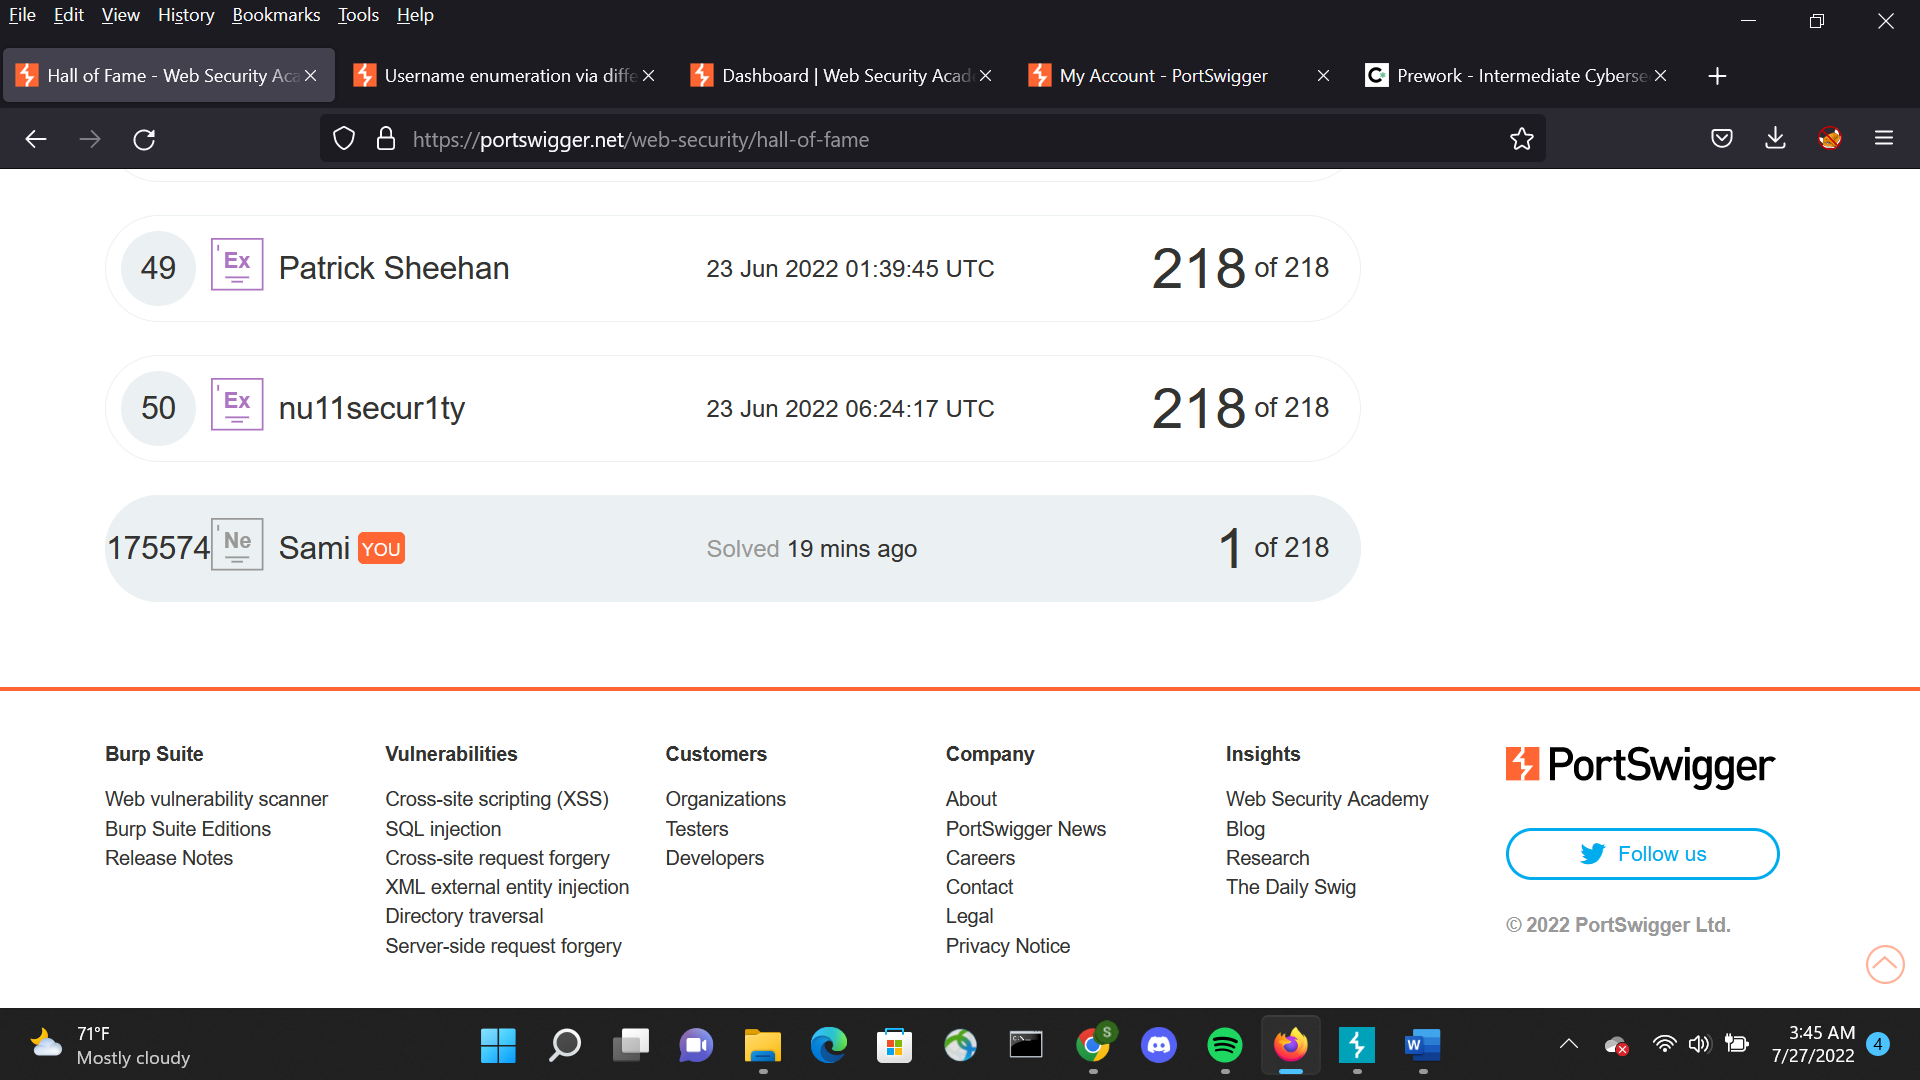 File Edit View History Bookmarks Tools Help
Hall of Fame - Web Security Aca
Username enumeration via diffe
Dashboard | Web Security Acad
My Account - PortSwigger
Prework - Intermediate Cyberse
https://portswigger.net/web-security/hall-of-fame
49 Ex Patrick Sheehan 23 Jun 2022 01:39:45 UTC 218 of 218
50 Ex nu11secur1ty 23 Jun 2022 06:24:17 UTC 218 of 218
175574 Ne Sami YOU Solved 19 mins ago 1 of 218
Burp Suite
Web vulnerability scanner
Burp Suite Editions
Release Notes
Vulnerabilities
Cross-site scripting (XSS)
SQL injection
Cross-site request forgery
XML external entity injection
Directory traversal
Server-side request forgery
Customers
Organizations
Testers
Developers
Company
About
PortSwigger News
Careers
Contact
Legal
Privacy Notice
Insights
Web Security Academy
Blog
Research
The Daily Swig
PortSwigger
Follow us
© 2022 PortSwigger Ltd.
71°F
Mostly cloudy
S
W
3:45 AM
7/27/2022
4